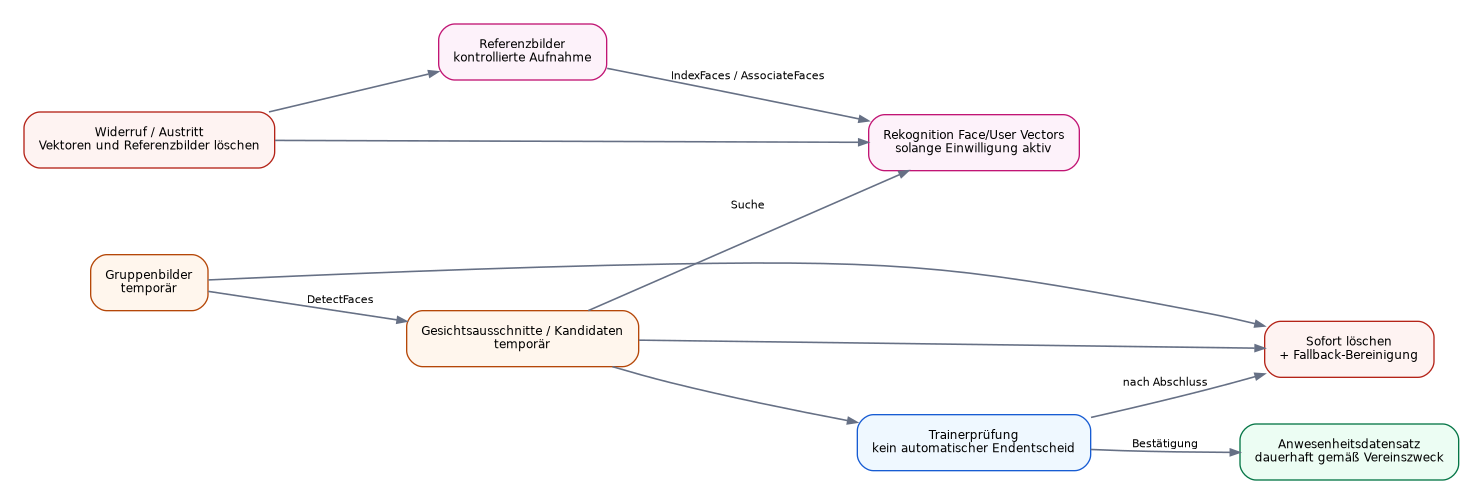 Referenzbilder
kontrollierte Aufnahme
IndexFaces / AssociateFaces
Widerruf / Austritt
Vektoren und Referenzbilder löschen
Rekognition Face/User Vectors
solange Einwilligung aktiv
Suche
Gruppenbilder
temporär
DetectFaces
Gesichtsausschnitte / Kandidaten
temporär
Sofort löschen
+ Fallback-Bereinigung
nach Abschluss
Trainerprüfung
kein automatischer Endentscheid
Bestätigung
Anwesenheitsdatensatz
dauerhaft gemäß Vereinszweck